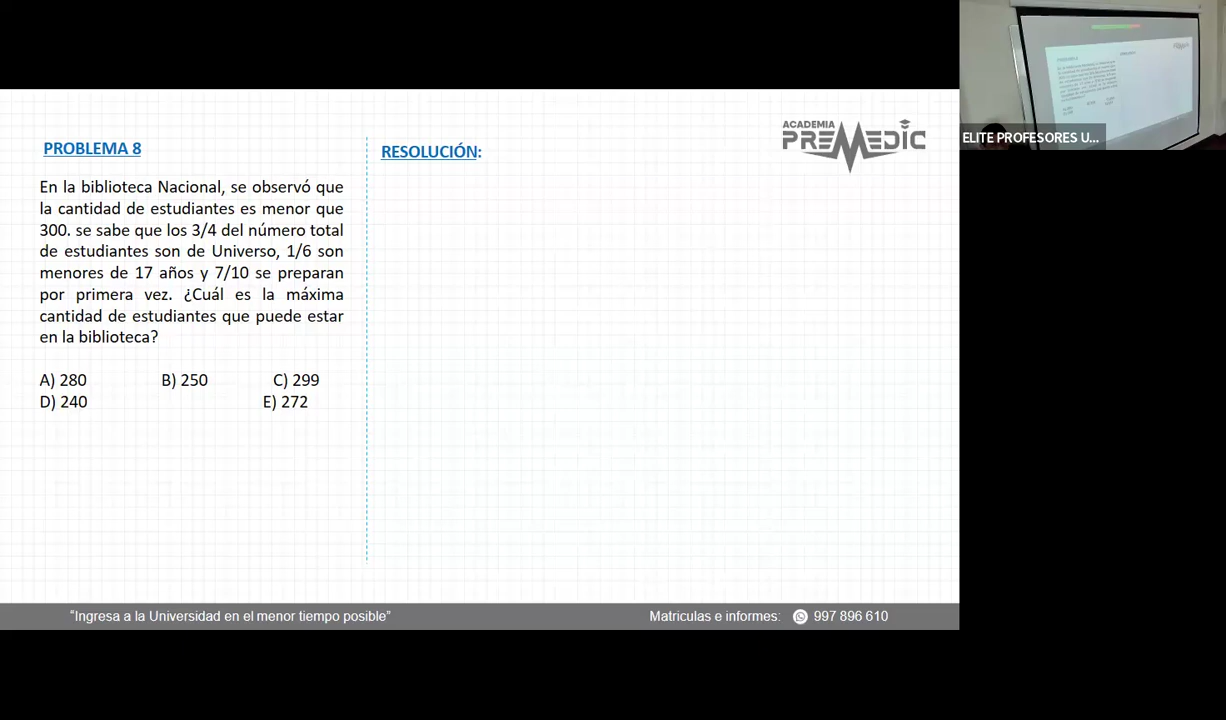 PROBLEMA 8
En la biblioteca Nacional, se observó que
la cantidad de estudiantes es menor que
300. se sabe que los 3/4 del número total
de estudiantes son de Universo, 1/6 son
menores de 17 años y 7/10 se preparan
por primera vez. ¿Cuál es la máxima
cantidad de estudiantes que puede estar
en la biblioteca?
A) 280 B) 250 C) 299
D) 240 E) 272
RESOLUCIÓN:
ACADEMIA
PREMEDIC
ELITE PROFESORES U...
“Ingresa a la Universidad en el menor tiempo posible”
Matriculas e informes: 997 896 610